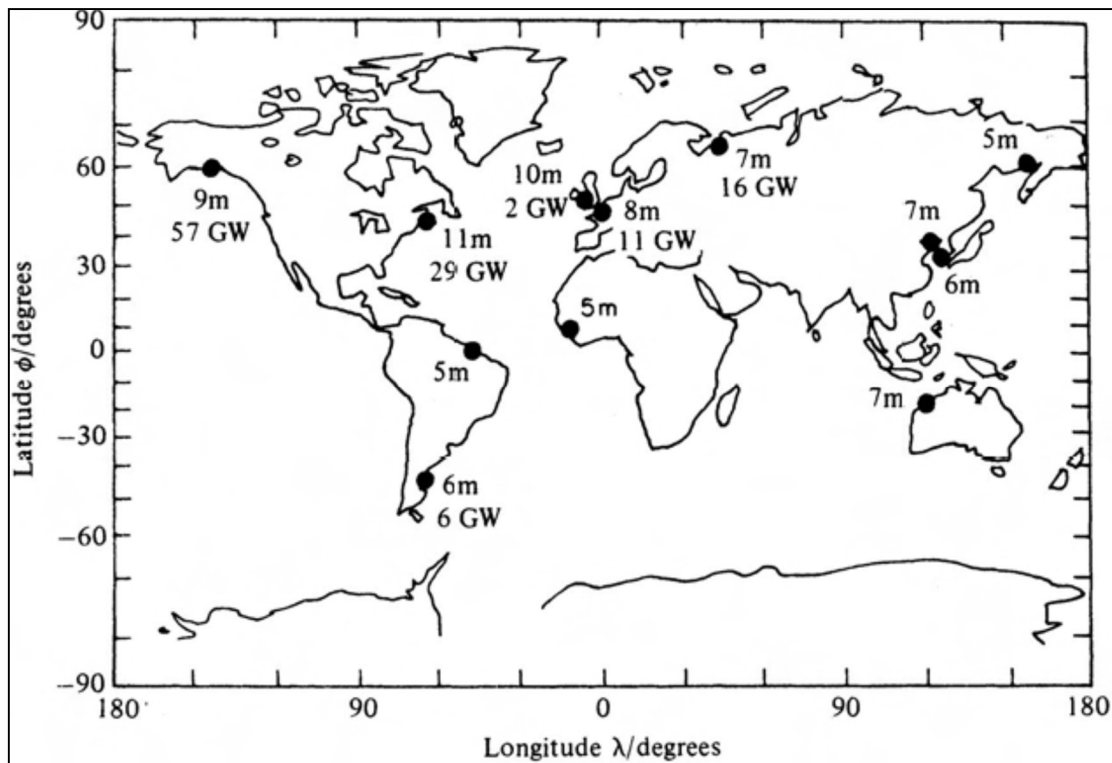 90
60
30
0
−30
−60
−90
Latitude ϕ/degrees
9m
57 GW
11m
29 GW
10m
2 GW
8m
11 GW
7m
16 GW
5m
7m
6m
5m
5m
7m
6m
6 GW
180
90
0
90
180
Longitude λ/degrees